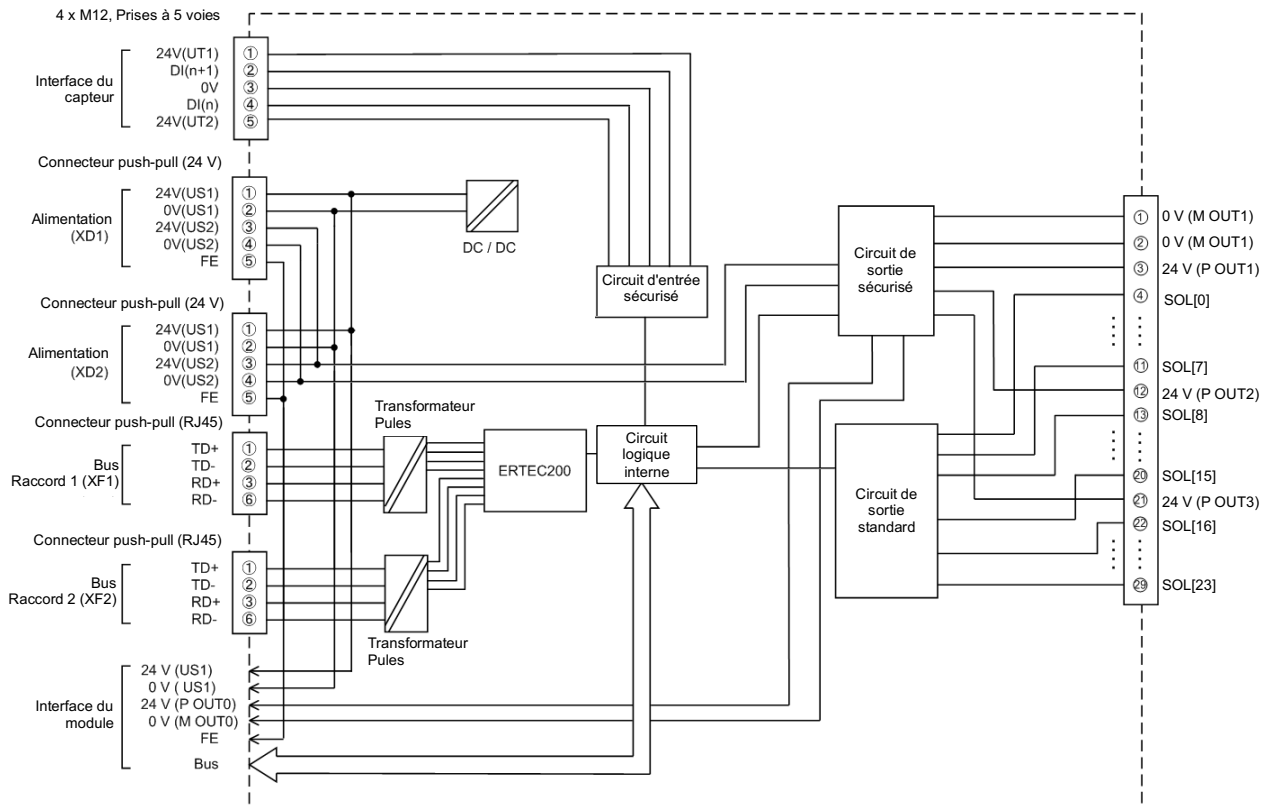 4 x M12, Prises à 5 voies
Interface du
capteur
24V(UT1) ①
DI(n+1) ②
0V ③
DI(n) ④
24V(UT2) ⑤
Connecteur push-pull (24 V)
Alimentation
(XD1)
24V(US1) ①
0V(US1) ②
24V(US2) ③
0V(US2) ④
FE ⑤
DC / DC
Connecteur push-pull (24 V)
Alimentation
(XD2)
24V(US1) ①
0V(US1) ②
24V(US2) ③
0V(US2) ④
FE ⑤
Connecteur push-pull (RJ45)
Bus
Raccord 1 (XF1)
TD+ ①
TD- ②
RD+ ③
RD- ⑥
Transformateur
Pules
Connecteur push-pull (RJ45)
Bus
Raccord 2 (XF2)
TD+ ①
TD- ②
RD+ ③
RD- ⑥
Transformateur
Pules
Interface du
module
24 V (US1)
0 V ( US1)
24 V (P OUT0)
0 V (M OUT0)
FE
Bus
ERTEC200
Circuit d'entrée
sécurisé
Circuit
logique
interne
Circuit de
sortie
sécurisé
Circuit de
sortie
standard
① 0 V (M OUT1)
② 0 V (M OUT1)
③ 24 V (P OUT1)
④ SOL[0]
⑪ SOL[7]
⑫ 24 V (P OUT2)
⑬ SOL[8]
⑳ SOL[15]
㉑ 24 V (P OUT3)
㉒ SOL[16]
㉙ SOL[23]